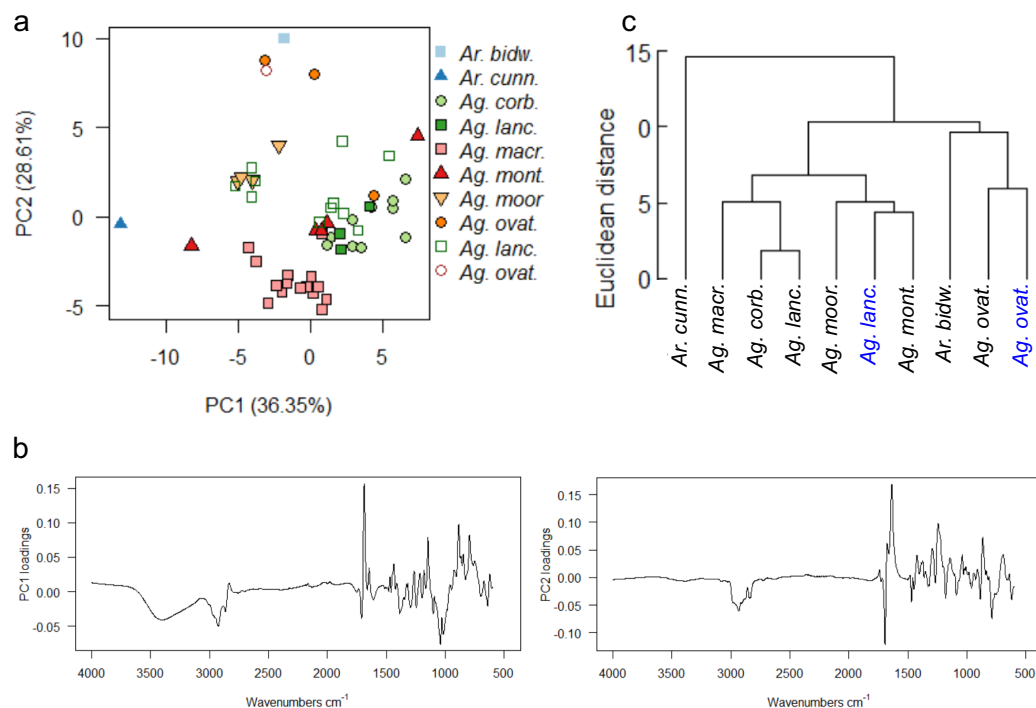 a
10
5
0
-5
PC2 (28.61%)
-10
-5
0
5
PC1 (36.35%)
Ar. bidw.
Ar. cunn.
Ag. corb.
Ag. lanc.
Ag. macr.
Ag. mont.
Ag. moor
Ag. ovat.
Ag. lanc.
Ag. ovat.
c
Euclidean distance
15
0
15
0
Ar. cunn.
Ag. macr.
Ag. corb.
Ag. lanc.
Ag. moor.
Ag. lanc.
Ag. mont.
Ar. bidw.
Ag. ovat.
Ag. ovat.
b
PC1 loadings
0.15
0.10
0.05
0.00
-0.05
4000 3500 3000 2500 2000 1500 1000 500
Wavenumbers cm-1
PC2 loadings
0.15
0.10
0.05
0.00
-0.05
-0.10
4000 3500 3000 2500 2000 1500 1000 500
Wavenumbers cm-1